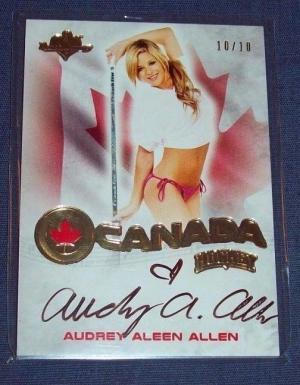 10/10
O CANADA
HOCKEY
Audrey A. Allen
AUDREY ALEEN ALLEN